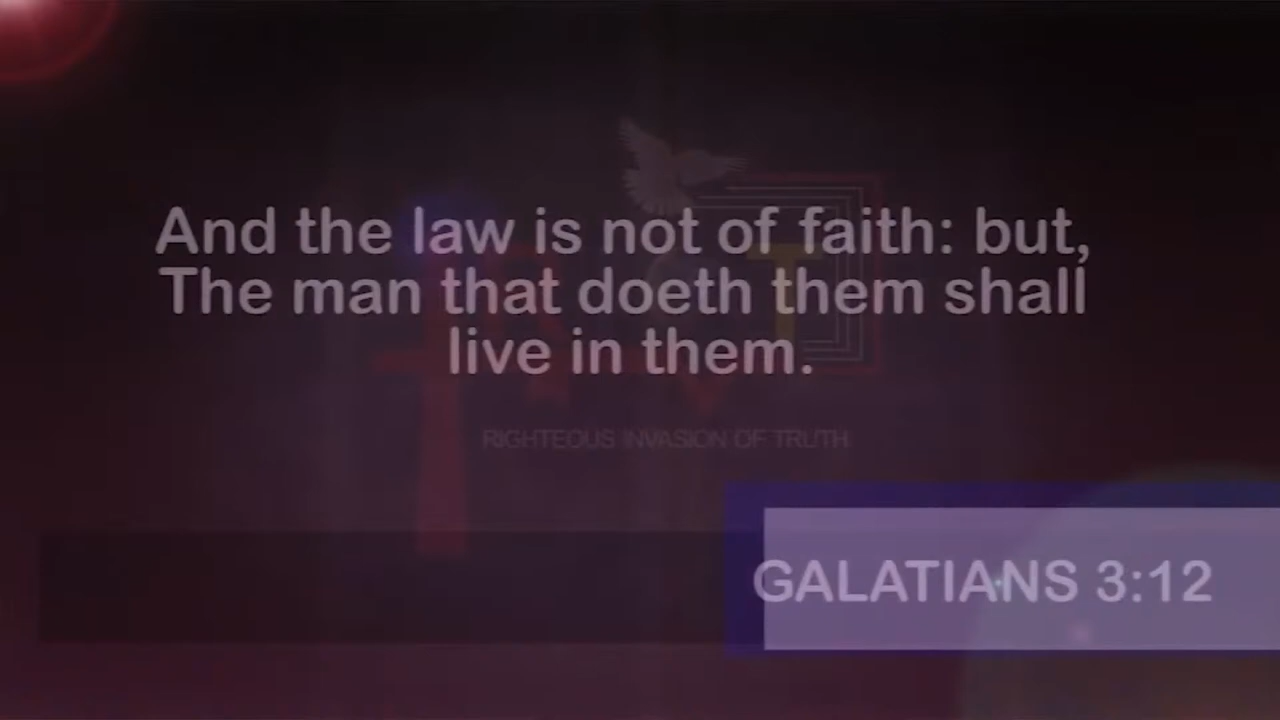 And the law is not of faith: but,
The man that doeth them shall
live in them.
RIGHTEOUS INVASION OF TRUTH
GALATIANS 3:12